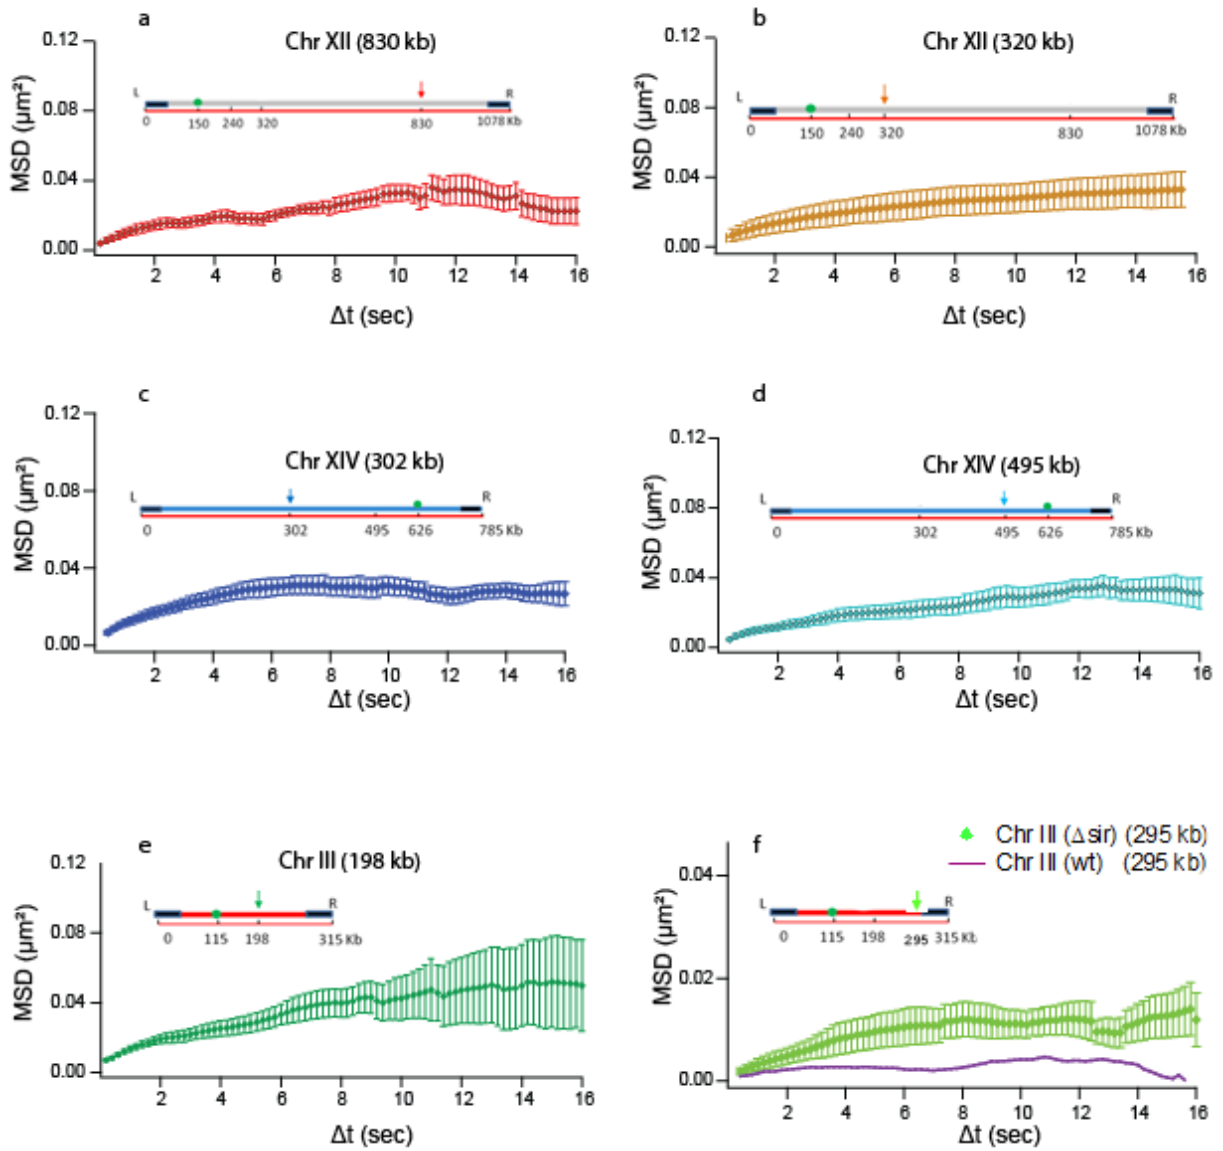 a
Chr XII (830 kb)
MSD (µm²)
0.12
0.08
0.04
0.00
L
R
0 150 240 320 830 1078 Kb
2 4 6 8 10 12 14 16
Δt (sec)
b
Chr XII (320 kb)
MSD (µm²)
0.12
0.08
0.04
0.00
L
R
0 150 240 320 830 1078 Kb
2 4 6 8 10 12 14 16
Δt (sec)
c
Chr XIV (302 kb)
MSD (µm²)
0.12
0.08
0.04
0.00
L
R
0 302 495 626 785 Kb
2 4 6 8 10 12 14 16
Δt (sec)
d
Chr XIV (495 kb)
MSD (µm²)
0.12
0.08
0.04
0.00
L
R
0 302 495 626 785 Kb
2 4 6 8 10 12 14 16
Δt (sec)
e
Chr III (198 kb)
MSD (µm²)
0.12
0.08
0.04
0.00
L
R
0 115 198 315 Kb
2 4 6 8 10 12 14 16
Δt (sec)
f
Chr III (Δsir) (295 kb)
Chr III (wt) (295 kb)
MSD (µm²)
0.04
0.02
0.00
L
R
0 115 198 295 315 Kb
2 4 6 8 10 12 14 16
Δt (sec)